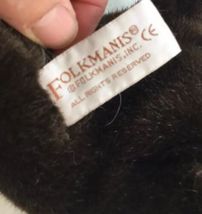 FOLKMANIS® CE
©FOLKMANIS, INC.
ALL RIGHTS RESERVED